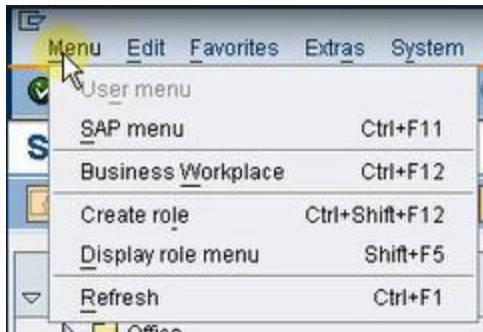 Menu Edit Favorites Extras System
User menu
SAP menu Ctrl+F11
S
Business Workplace Ctrl+F12
Create role Ctrl+Shift+F12
Display role menu Shift+F5
Refresh Ctrl+F1
Office